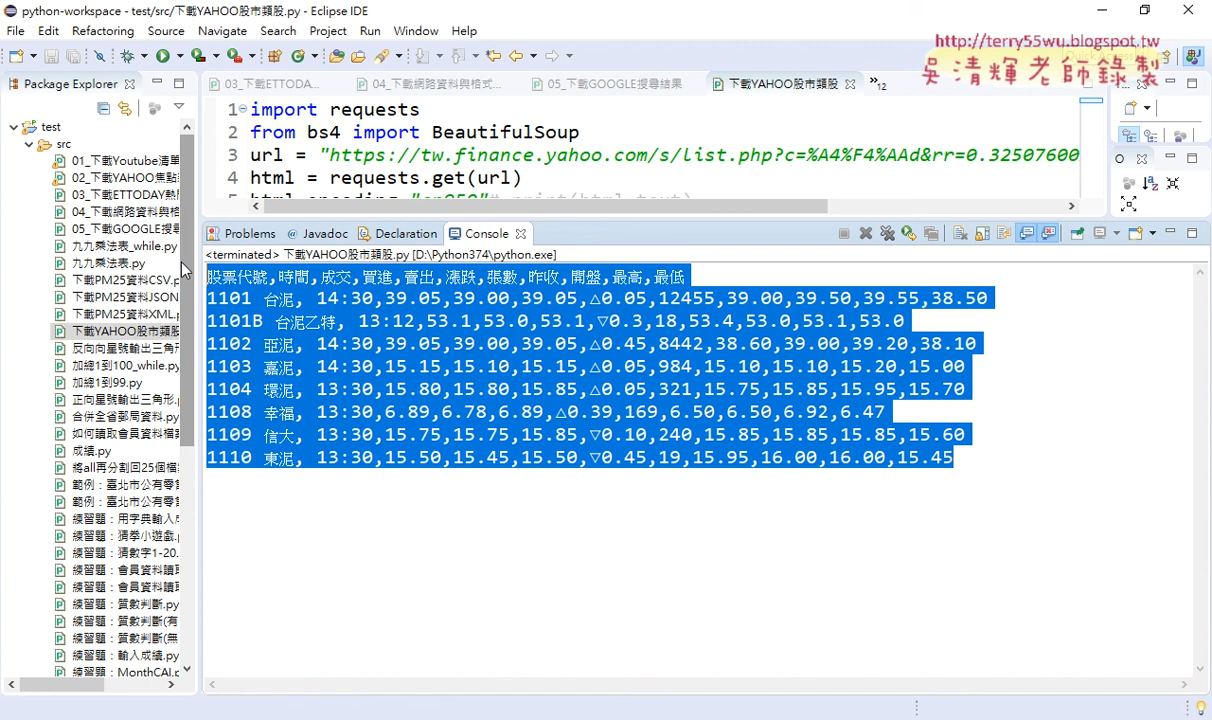 python-workspace - test/src/下載YAHOO股市類股.py - Eclipse IDE
File Edit Refactoring Source Navigate Search Project Run Window Help
http://terry55wu.blogspot.tw
吳清輝老師錄製
Package Explorer
03_下載ETTODA...
04_下載網路資料與格式...
05_下載GOOGLE搜尋結果
下載YAHOO股市類股
12
test
src
01_下載Youtube清單
02_下載YAHOO焦點
03_下載ETTODAY熱
04_下載網路資料與格
05_下載GOOGLE搜尋
九九乘法表_while.py
九九乘法表.py
下載PM25資料CSV.p
下載PM25資料JSON
下載PM25資料XML.
下載YAHOO股市類股
反向向星號輸出三角形
加總1到100_while.py
加總1到99.py
正向星號輸出三角形.
合併全省郵局資料.py
如何讀取會員資料檔案
成績.py
將all再分割回25個檔
範例：臺北市公有零售
範例：臺北市公有零售
練習題：用字典輸入成
練習題：猜拳小遊戲.p
練習題：猜數字1-20.
練習題：會員資料讀取
練習題：會員資料讀取
練習題：質數判斷.py
練習題：質數判斷(有
練習題：質數判斷(無
練習題：輸入成績.py
練習題：MonthCAl.p
1 import requests
2 from bs4 import BeautifulSoup
3 url = "https://tw.finance.yahoo.com/s/list.php?c=%A4%F4%AAd&rr=0.32507600
4 html = requests.get(url)
5 html.encoding="cp950"# print(html.text)
Problems Javadoc Declaration Console
<terminated> 下載YAHOO股市類股.py [D:\Python374\python.exe]
股票代號,時間,成交,買進,賣出,漲跌,張數,昨收,開盤,最高,最低
1101 台泥, 14:30,39.05,39.00,39.05,△0.05,12455,39.00,39.50,39.55,38.50
1101B 台泥乙特, 13:12,53.1,53.0,53.1,▽0.3,18,53.4,53.0,53.1,53.0
1102 亞泥, 14:30,39.05,39.00,39.05,△0.45,8442,38.60,39.00,39.20,38.10
1103 嘉泥, 14:30,15.15,15.10,15.15,△0.05,984,15.10,15.10,15.20,15.00
1104 環泥, 13:30,15.80,15.80,15.85,△0.05,321,15.75,15.85,15.95,15.70
1108 幸福, 13:30,6.89,6.78,6.89,△0.39,169,6.50,6.50,6.92,6.47
1109 信大, 13:30,15.75,15.75,15.85,▽0.10,240,15.85,15.85,15.85,15.60
1110 東泥, 13:30,15.50,15.45,15.50,▽0.45,19,15.95,16.00,16.00,15.45